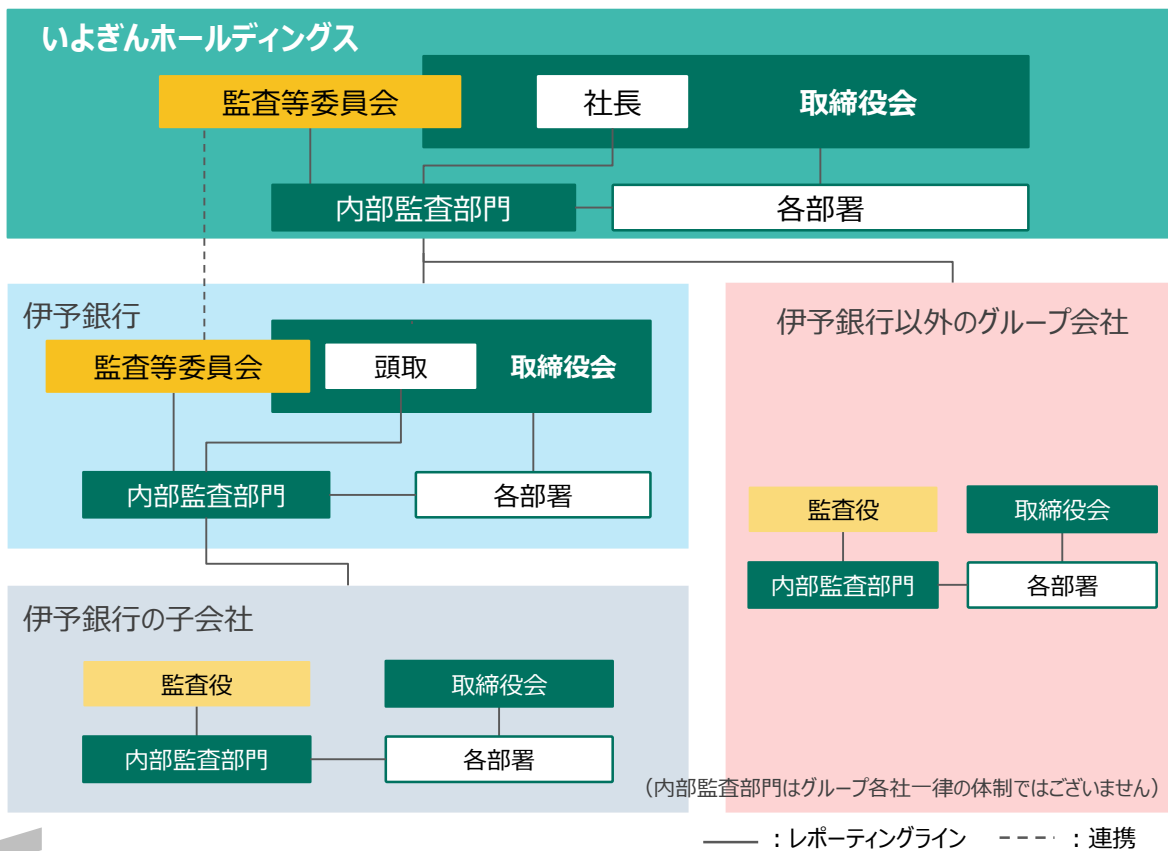 いよぎんホールディングス
監査等委員会
社長
取締役会
内部監査部門
各部署
伊予銀行
監査等委員会
頭取
取締役会
内部監査部門
各部署
伊予銀行以外のグループ会社
監査役
取締役会
内部監査部門
各部署
伊予銀行の子会社
監査役
取締役会
内部監査部門
各部署
（内部監査部門はグループ各社一律の体制ではございません）
：レポーティングライン
：連携